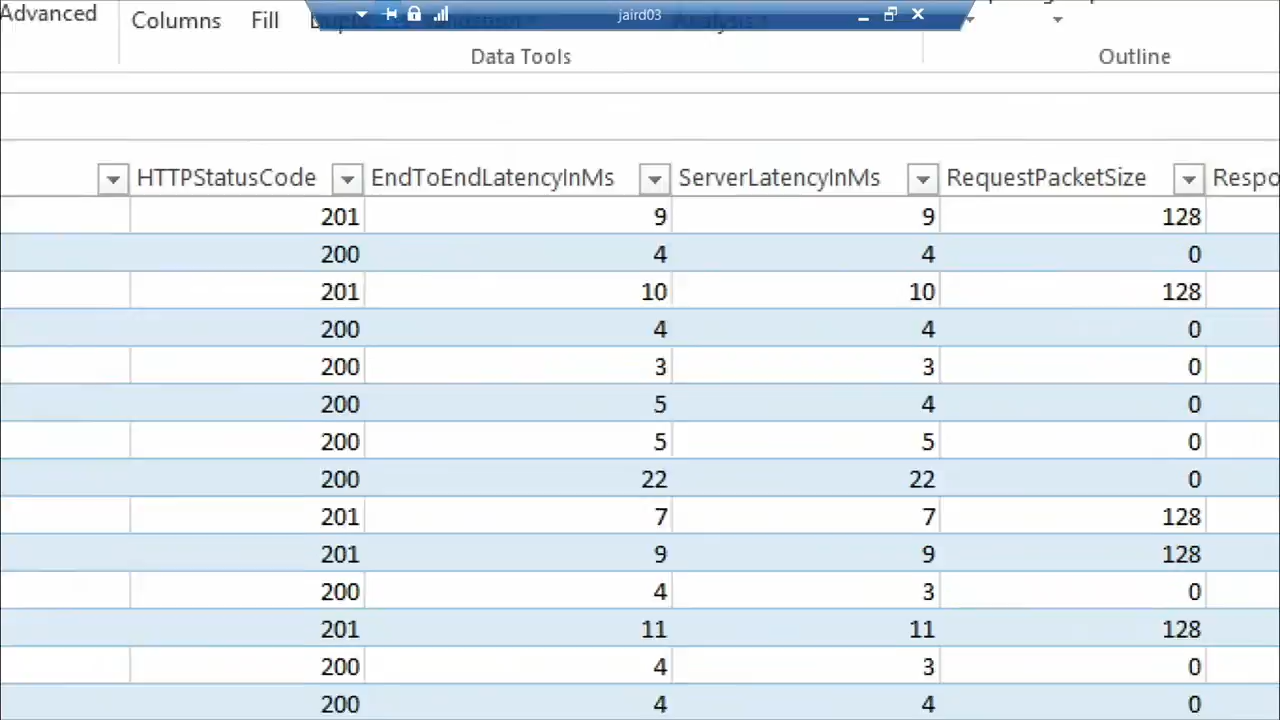 Advanced
Columns Fill
jaird03
Data Tools Outline
HTTPStatusCode EndToEndLatencyInMs ServerLatencyInMs RequestPacketSize Respo
201 9 9 128
200 4 4 0
201 10 10 128
200 4 4 0
200 3 3 0
200 5 4 0
200 5 5 0
200 22 22 0
201 7 7 128
201 9 9 128
200 4 3 0
201 11 11 128
200 4 3 0
200 4 4 0